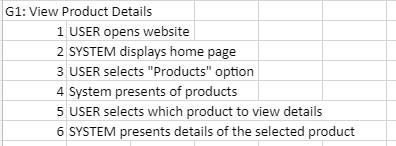 G1: View Product Details
1 USER opens website
2 SYSTEM displays home page
3 USER selects "Products" option
4 System presents of products
5 USER selects which product to view details
6 SYSTEM presents details of the selected product